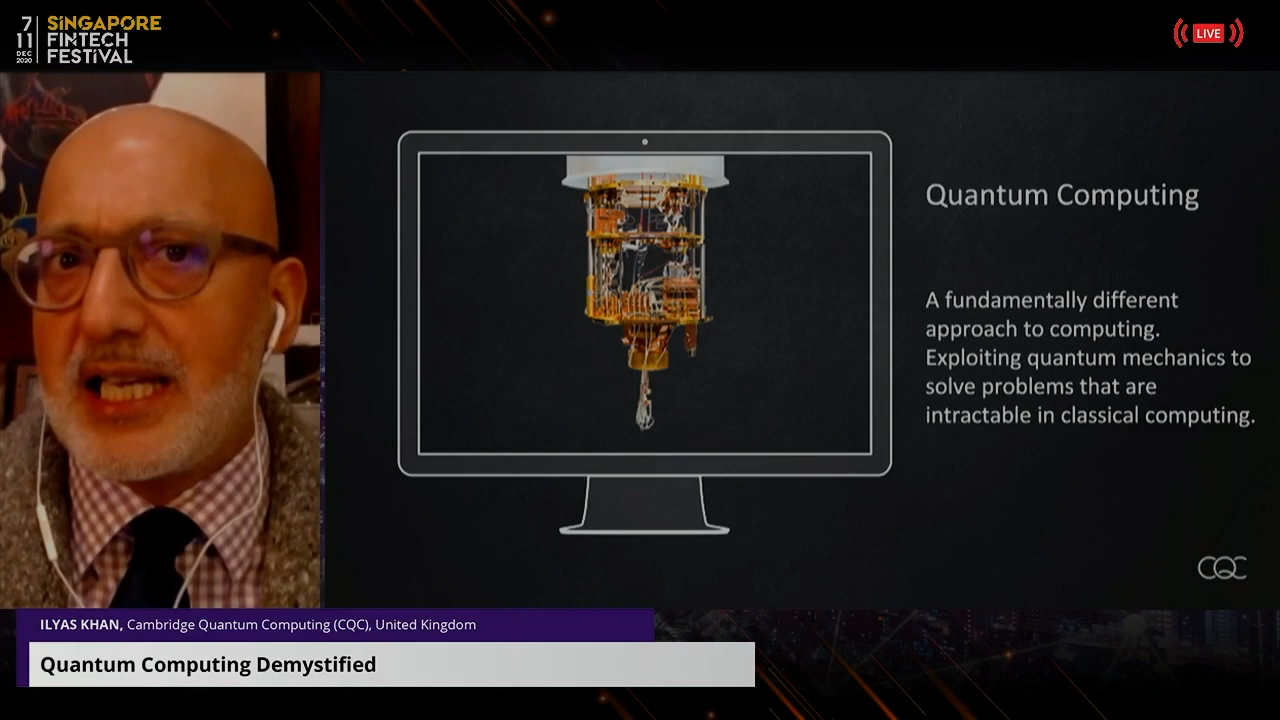 7
11
DEC
2020
SINGAPORE
FINTECH
FESTIVAL
LIVE
Quantum Computing
A fundamentally different
approach to computing.
Exploiting quantum mechanics to
solve problems that are
intractable in classical computing.
CQC
ILYAS KHAN, Cambridge Quantum Computing (CQC), United Kingdom
Quantum Computing Demystified